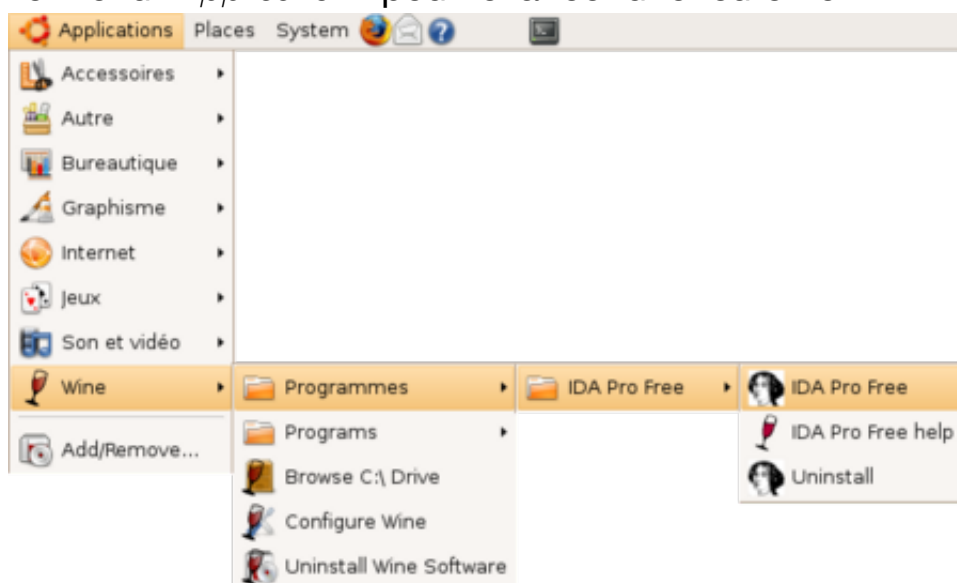 Applications Places System
Accessoires
Autre
Bureautique
Graphisme
Internet
Jeux
Son et vidéo
Wine
Programmes
IDA Pro Free
IDA Pro Free
Add/Remove...
Programs
IDA Pro Free help
Browse C:\ Drive
Uninstall
Configure Wine
Uninstall Wine Software